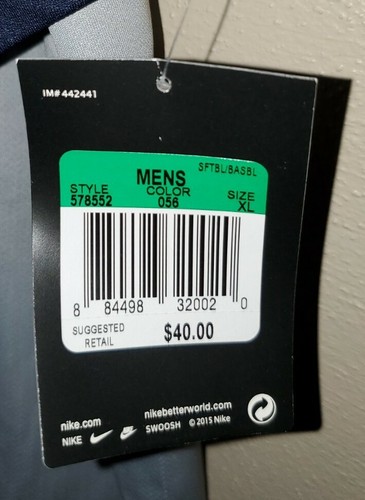 IM# 442441
SFTBL/BASBL
MENS
STYLE COLOR SIZE
578552 056 XL
8 84498 32002 0
SUGGESTED
RETAIL $40.00
nike.com nikebetterworld.com
NIKE SWOOSH © 2015 Nike